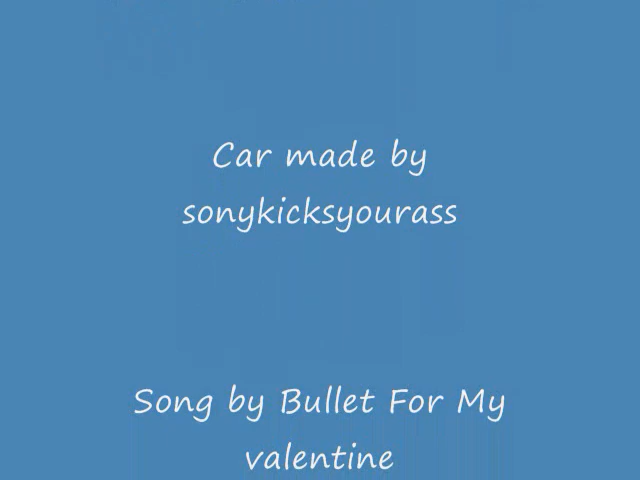 Car made by
sonykicksyourass
Song by Bullet For My
valentine